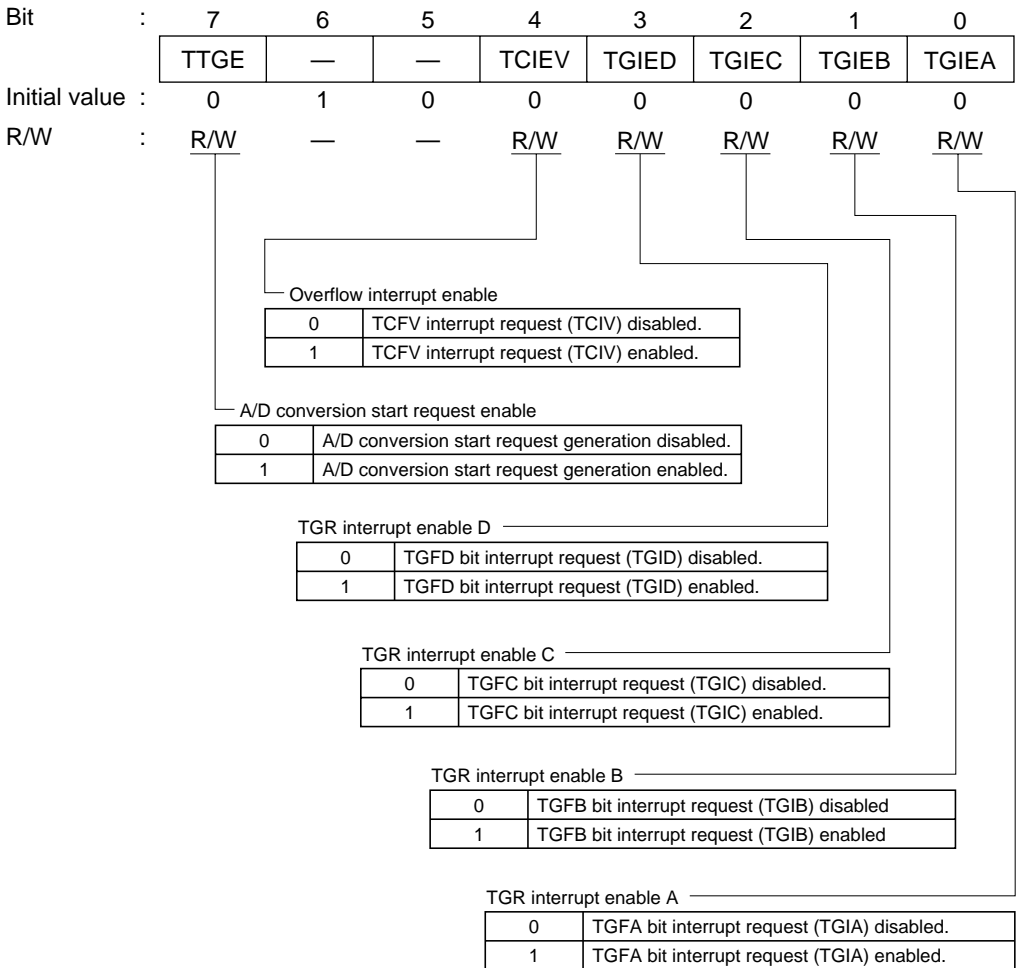 Bit : 7 6 5 4 3 2 1 0
TTGE — — TCIEV TGIED TGIEC TGIEB TGIEA
Initial value : 0 1 0 0 0 0 0 0
R/W : R/W — — R/W R/W R/W R/W R/W
Overflow interrupt enable
0 TCFV interrupt request (TCIV) disabled.
1 TCFV interrupt request (TCIV) enabled.
A/D conversion start request enable
0 A/D conversion start request generation disabled.
1 A/D conversion start request generation enabled.
TGR interrupt enable D
0 TGFD bit interrupt request (TGID) disabled.
1 TGFD bit interrupt request (TGID) enabled.
TGR interrupt enable C
0 TGFC bit interrupt request (TGIC) disabled.
1 TGFC bit interrupt request (TGIC) enabled.
TGR interrupt enable B
0 TGFB bit interrupt request (TGIB) disabled
1 TGFB bit interrupt request (TGIB) enabled
TGR interrupt enable A
0 TGFA bit interrupt request (TGIA) disabled.
1 TGFA bit interrupt request (TGIA) enabled.